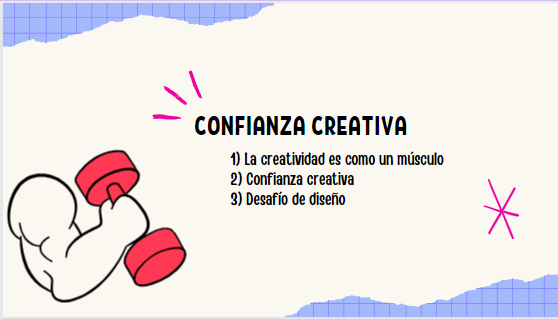 CONFIANZA CREATIVA
1) La creatividad es como un músculo
2) Confianza creativa
3) Desafío de diseño